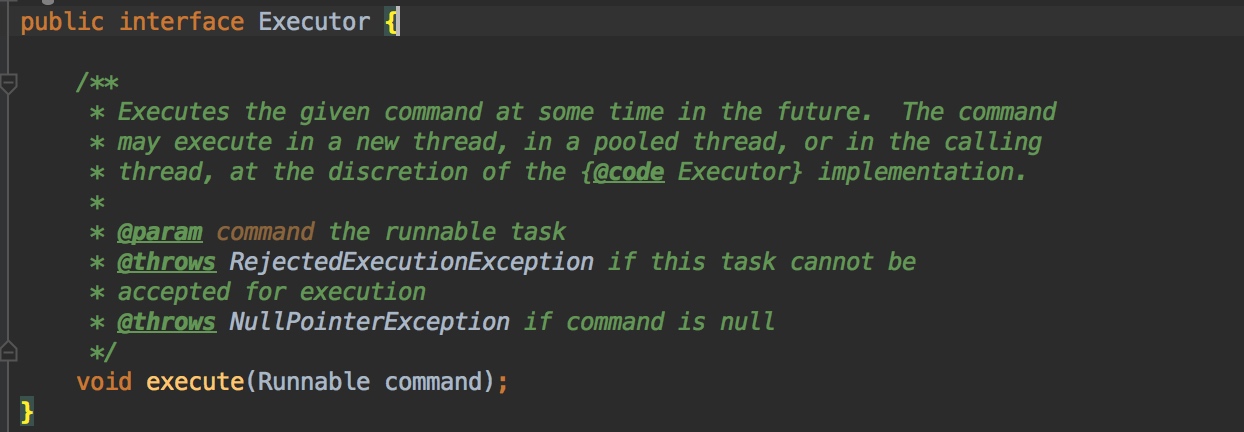 public interface Executor {
/**
* Executes the given command at some time in the future.  The command
* may execute in a new thread, in a pooled thread, or in the calling
* thread, at the discretion of the {@code Executor} implementation.
*
* @param command the runnable task
* @throws RejectedExecutionException if this task cannot be
* accepted for execution
* @throws NullPointerException if command is null
*/
void execute(Runnable command);
}